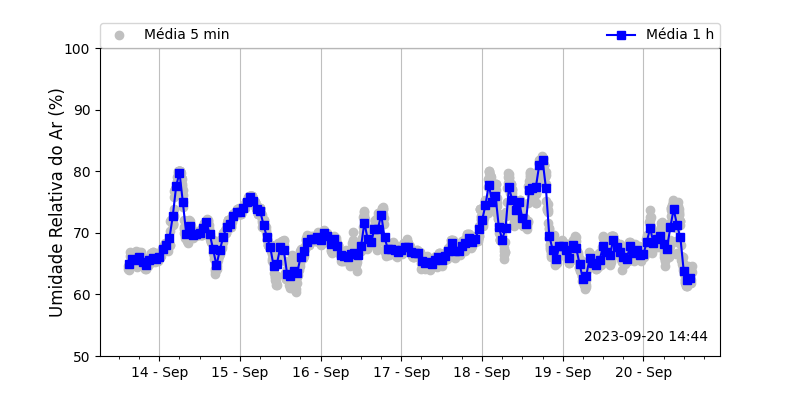 Média 5 min
Média 1 h
Umidade Relativa do Ar (%)
100
90
80
70
60
50
2023-09-20 14:44
14 - Sep
15 - Sep
16 - Sep
17 - Sep
18 - Sep
19 - Sep
20 - Sep